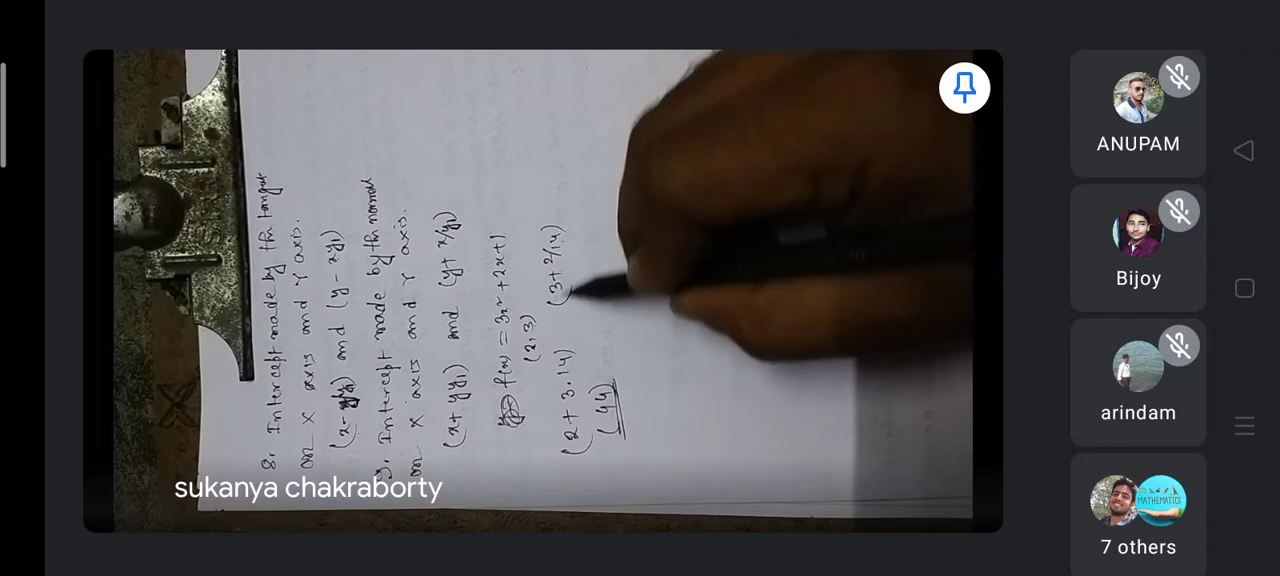 8. Intercept made by the tangent
on X axis and Y axis.
(x - y/y₁) and (y - xy₁)
9. Intercept made by the normal
on X axis and Y axis.
(x + yy₁) and (y + x/y₁)
f(x) = 3x² + 2x + 1
(2, 3)
(2 + 3.14) (3 + 2/14)
(44)
sukanya chakraborty
ANUPAM
Bijoy
arindam
MATHEMATICS
7 others